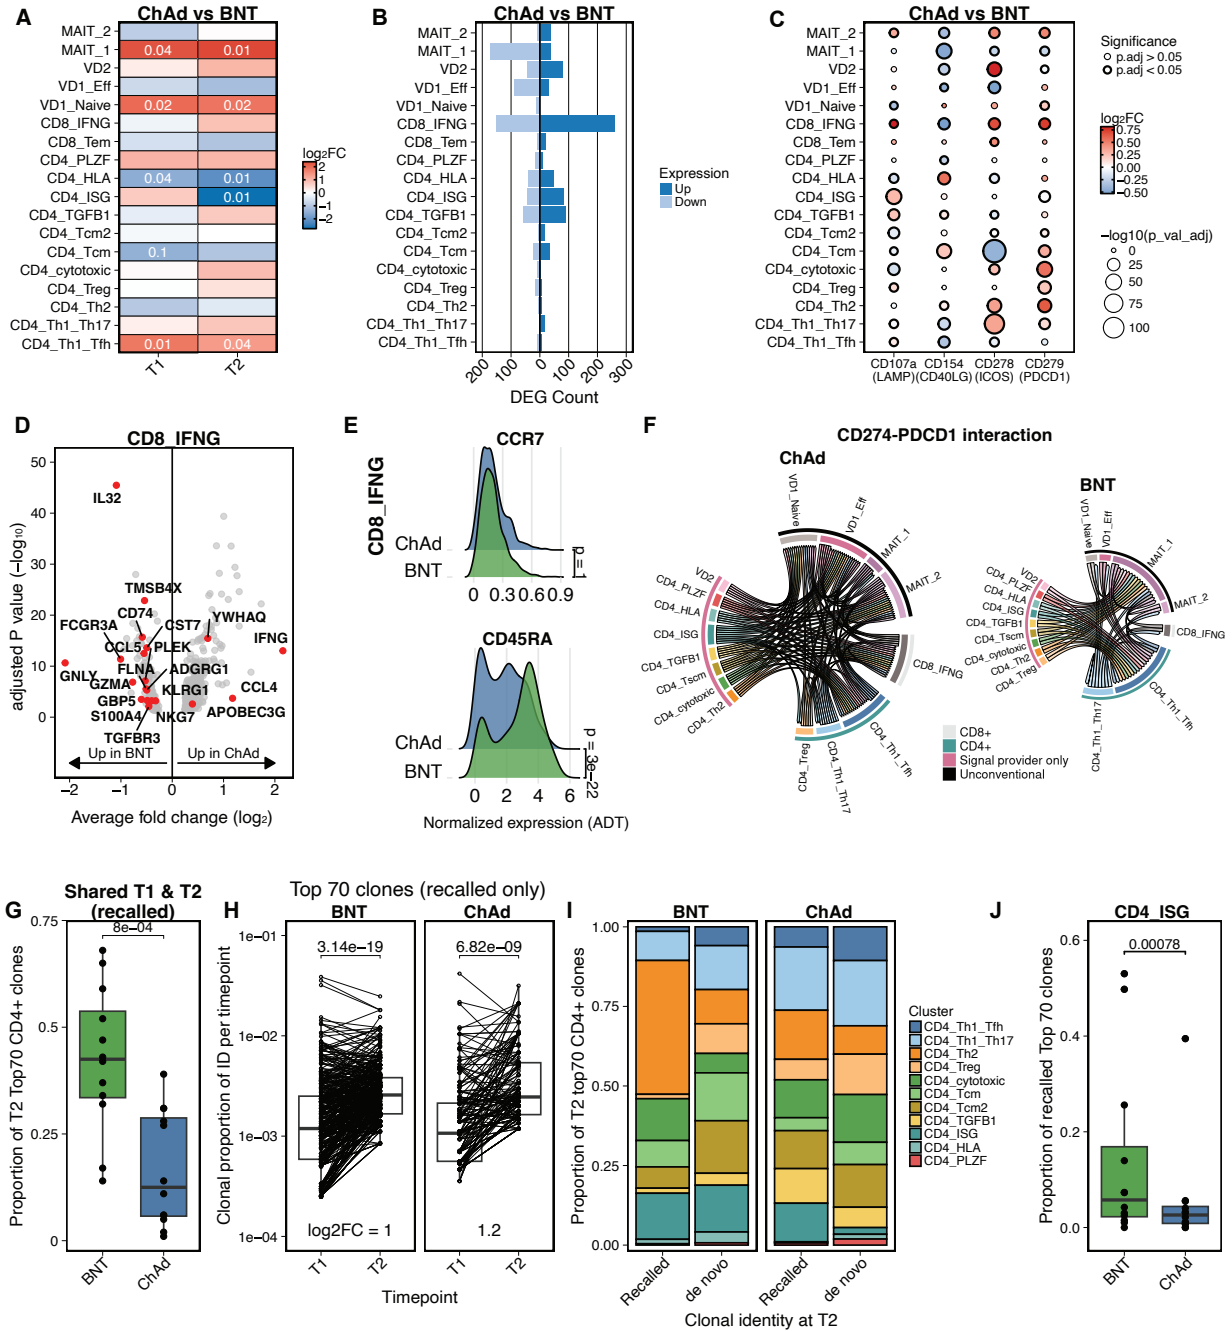 A
ChAd vs BNT
MAIT_2
MAIT_1
VD2
VD1_Eff
VD1_Naive
CD8_IFNG
CD8_Tem
CD4_PLZF
CD4_HLA
CD4_ISG
CD4_TGFB1
CD4_Tcm2
CD4_Tcm
CD4_cytotoxic
CD4_Treg
CD4_Th2
CD4_Th1_Th17
CD4_Th1_Tfh
0.04 0.01
0.02 0.02
0.04 0.01
0.01
0.1
0.01 0.04
T1 T2
log2FC
2
1
0
−1
−2
B
ChAd vs BNT
MAIT_2
MAIT_1
VD2
VD1_Eff
VD1_Naive
CD8_IFNG
CD8_Tem
CD4_PLZF
CD4_HLA
CD4_ISG
CD4_TGFB1
CD4_Tcm2
CD4_Tcm
CD4_cytotoxic
CD4_Treg
CD4_Th2
CD4_Th1_Th17
CD4_Th1_Tfh
200 100 0 100 200 300
DEG Count
Expression
Up
Down
C
ChAd vs BNT
MAIT_2
MAIT_1
VD2
VD1_Eff
VD1_Naive
CD8_IFNG
CD8_Tem
CD4_PLZF
CD4_HLA
CD4_ISG
CD4_TGFB1
CD4_Tcm2
CD4_Tcm
CD4_cytotoxic
CD4_Treg
CD4_Th2
CD4_Th1_Th17
CD4_Th1_Tfh
CD107a CD154 CD278 CD279
(LAMP) (CD40LG) (ICOS) (PDCD1)
Significance
p.adj > 0.05
p.adj < 0.05
log2FC
0.75
0.50
0.25
0.00
−0.25
−0.50
−log10(p_val_adj)
0
25
50
75
100
D
CD8_IFNG
adjusted P value (−log10)
50
40
30
20
10
0
IL32
TMSB4X
CD74
CST7
YWHAQ
FCGR3A
IFNG
CCL5
PLEK
FLNA
ADGRG1
GNLY
GZMA
KLRG1
CCL4
GBP5
APOBEC3G
S100A4
NKG7
TGFBR3
Up in BNT
Up in ChAd
−2 −1 0 1 2
Average fold change (log2)
E
CD8_IFNG
CCR7
ChAd
BNT
p = 1
0 0.3 0.6 0.9
CD45RA
ChAd
BNT
p = 3e−22
0 2 4 6
Normalized expression (ADT)
F
CD274-PDCD1 interaction
ChAd
VD1_Naive
VD1_Eff
MAIT_1
MAIT_2
CD8_IFNG
CD4_Th1_Tfh
CD4_Th1_Th17
CD4_Treg
CD4_Th2
CD4_cytotoxic
CD4_Tscm
CD4_TGFB1
CD4_ISG
CD4_HLA
VD2
BNT
VD1_Naive
VD1_Eff
MAIT_1
MAIT_2
CD8_IFNG
CD4_Th1_Tfh
CD4_Th1_Th17
CD4_Treg
CD4_Th2
CD4_cytotoxic
CD4_Tscm
CD4_TGFB1
CD4_ISG
CD4_HLA
CD4_PLZF
VD2
CD8+
CD4+
Signal provider only
Unconventional
G
Shared T1 & T2
(recalled)
8e−04
Proportion of T2 Top70 CD4+ clones
0.75
0.5
0.25
0
BNT ChAd
H
Top 70 clones (recalled only)
BNT ChAd
Clonal proportion of ID per timepoint
1e−01
1e−02
1e−03
1e−04
3.14e−19 6.82e−09
log2FC = 1 1.2
T1 T2 T1 T2
Timepoint
I
BNT ChAd
Proportion of T2 top70 CD4+ clones
1.00
0.75
0.50
0.25
0.00
Recalled de novo Recalled de novo
Clonal identity at T2
Cluster
CD4_Th1_Tfh
CD4_Th1_Th17
CD4_Th2
CD4_Treg
CD4_cytotoxic
CD4_Tcm
CD4_Tcm2
CD4_TGFB1
CD4_ISG
CD4_HLA
CD4_PLZF
J
CD4_ISG
0.00078
Proportion of recalled Top 70 clones
0.6
0.4
0.2
0.0
BNT ChAd